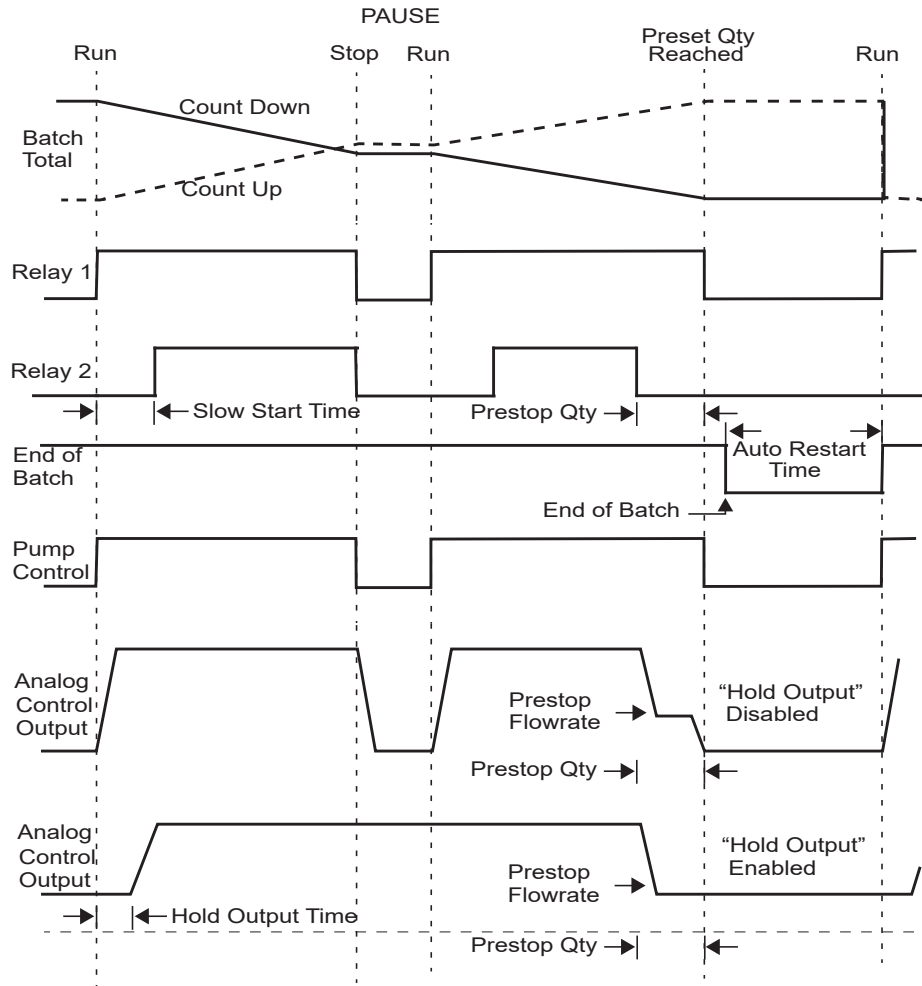 PAUSE
Run
Stop
Run
Preset Qty
Reached
Run
Count Down
Batch
Total
Count Up
Relay 1
Relay 2
Slow Start Time
Prestop Qty
End of
Batch
Auto Restart
Time
End of Batch
Pump
Control
Analog
Control
Output
Prestop
Flowrate
“Hold Output”
Disabled
Prestop Qty
Analog
Control
Output
Prestop
Flowrate
“Hold Output”
Enabled
Hold Output Time
Prestop Qty